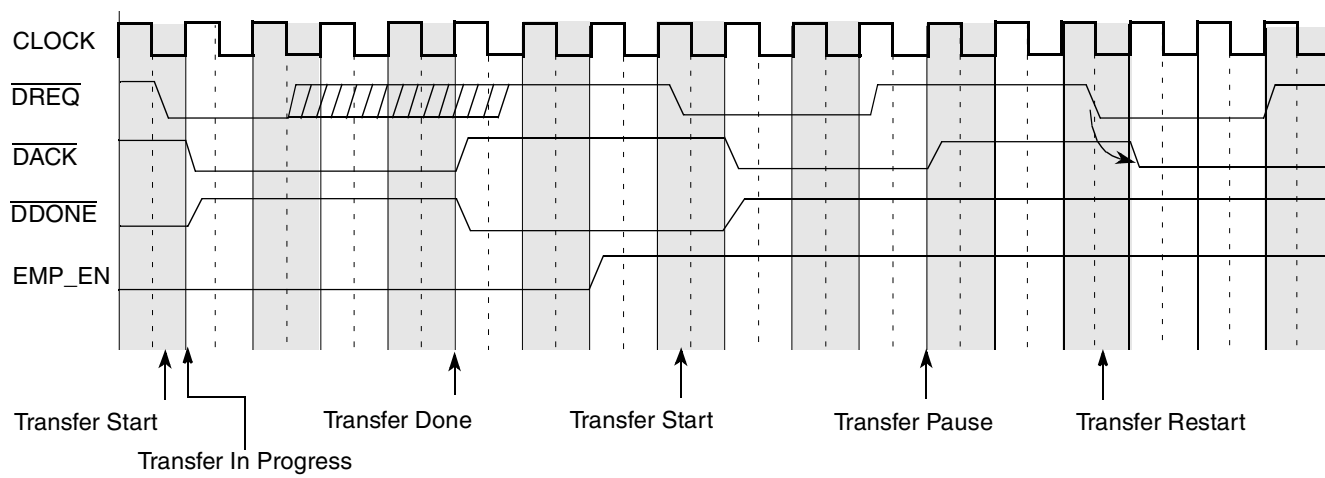 CLOCK
DREQ
DACK
DDONE
EMP_EN
Transfer Start
Transfer In Progress
Transfer Done
Transfer Start
Transfer Pause
Transfer Restart